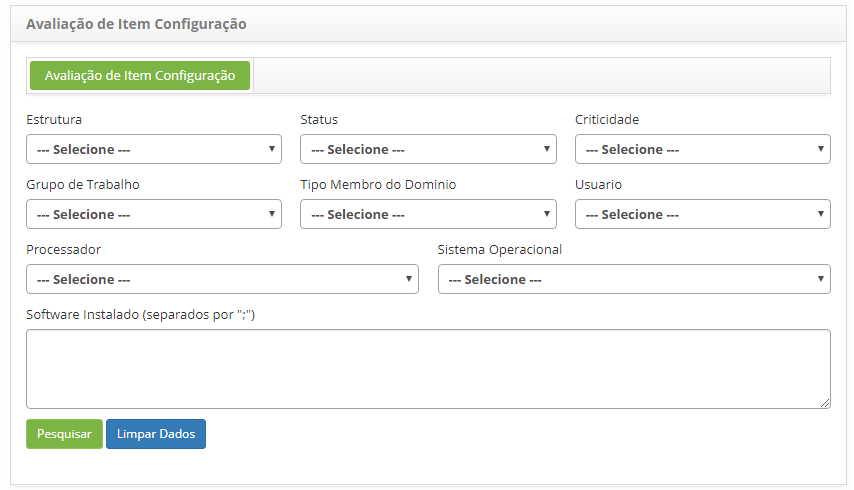 Avaliação de Item Configuração
Avaliação de Item Configuração
Estrutura Status Criticidade
--- Selecione --- --- Selecione --- --- Selecione ---
Grupo de Trabalho Tipo Membro do Dominio Usuario
--- Selecione --- --- Selecione --- --- Selecione ---
Processador Sistema Operacional
--- Selecione --- --- Selecione ---
Software Instalado (separados por ";")
Pesquisar Limpar Dados